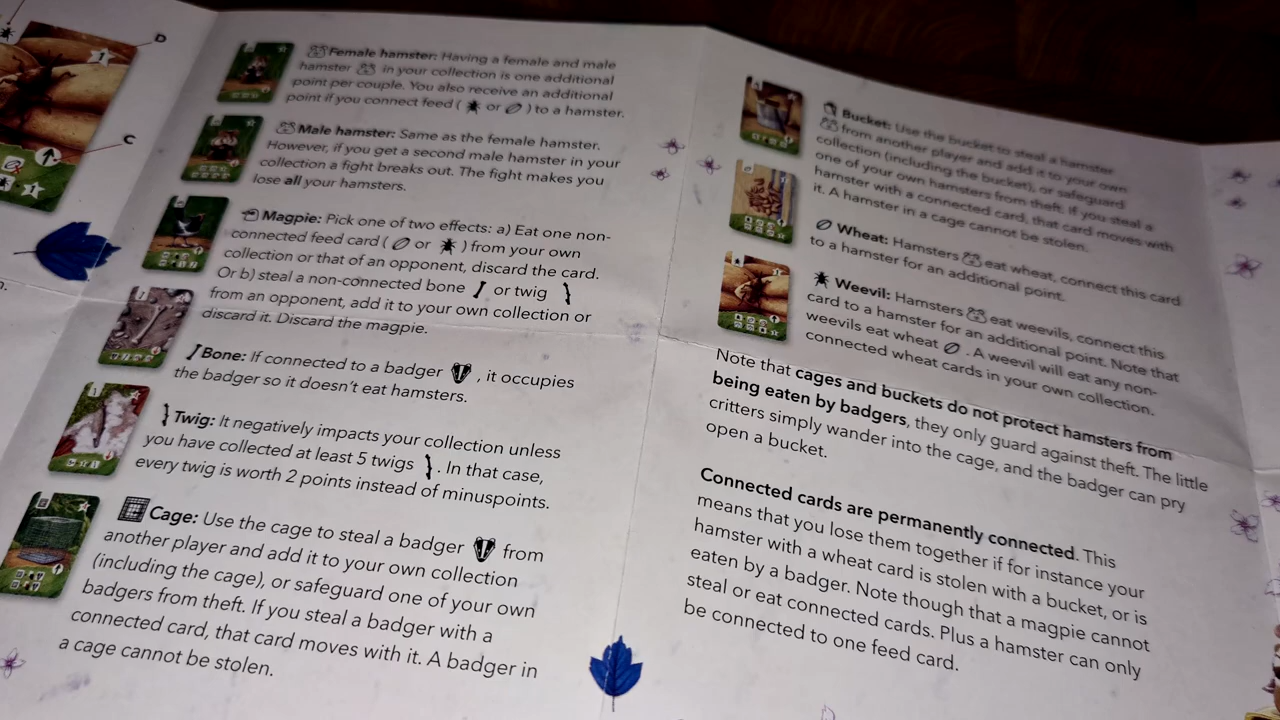 D
C
Female hamster: Having a female and male
hamster in your collection is one additional
point per couple. You also receive an additional
point if you connect feed ( or ) to a hamster.
Male hamster: Same as the female hamster.
However, if you get a second male hamster in your
collection a fight breaks out. The fight makes you
lose all your hamsters.
Magpie: Pick one of two effects: a) Eat one non-
connected feed card ( or ) from your own
collection or that of an opponent, discard the card.
Or b) steal a non-connected bone or twig
from an opponent, add it to your own collection or
discard it. Discard the magpie.
Bone: If connected to a badger , it occupies
the badger so it doesn't eat hamsters.
Twig: It negatively impacts your collection unless
you have collected at least 5 twigs . In that case,
every twig is worth 2 points instead of minuspoints.
Cage: Use the cage to steal a badger from
another player and add it to your own collection
(including the cage), or safeguard one of your own
badgers from theft. If you steal a badger with a
connected card, that card moves with it. A badger in
a cage cannot be stolen.
Bucket: Use the bucket to steal a hamster
from another player and add it to your own
collection (including the bucket), or safeguard
one of your own hamsters from theft. If you steal a
hamster with a connected card, that card moves with
it. A hamster in a cage cannot be stolen.
Wheat: Hamsters eat wheat, connect this card
to a hamster for an additional point.
Weevil: Hamsters eat weevils, connect this
card to a hamster for an additional point. Note that
weevils eat wheat . A weevil will eat any non-
connected wheat cards in your own collection.
Note that cages and buckets do not protect hamsters from
being eaten by badgers, they only guard against theft. The little
critters simply wander into the cage, and the badger can pry
open a bucket.
Connected cards are permanently connected. This
means that you lose them together if for instance your
hamster with a wheat card is stolen with a bucket, or is
eaten by a badger. Note though that a magpie cannot
steal or eat connected cards. Plus a hamster can only
be connected to one feed card.